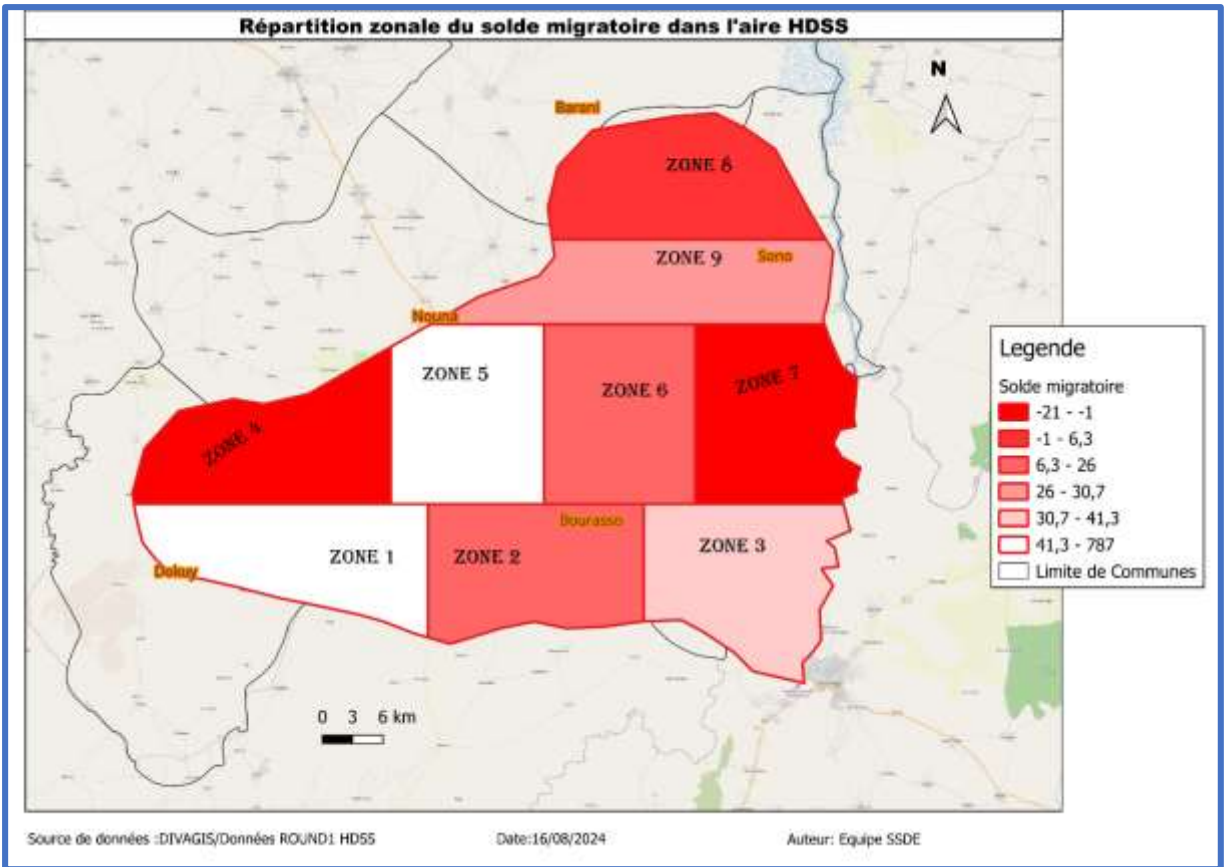 Répartition zonale du solde migratoire dans l'aire HDSS
N
Barani
ZONE 8
ZONE 9
Sono
Nouna
ZONE 5
ZONE 6
ZONE 7
ZONE 4
Bourasso
ZONE 1
ZONE 2
ZONE 3
Dokuy
0 3 6 km
Legende
Solde migratoire
-21 - -1
-1 - 6,3
6,3 - 26
26 - 30,7
30,7 - 41,3
41,3 - 787
Limite de Communes
Source de données :DIVAGIS/Données ROUND1 HDSS
Date:16/08/2024
Auteur: Equipe SSDE